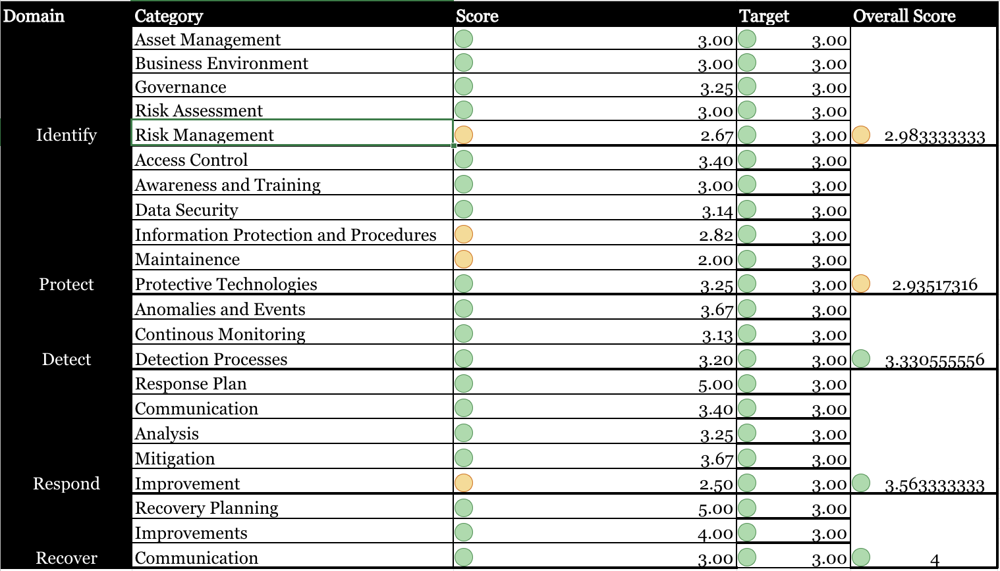 Domain Category Score Target Overall Score
Asset Management 3.00 3.00
Business Environment 3.00 3.00
Governance 3.25 3.00
Risk Assessment 3.00 3.00
Identify Risk Management 2.67 3.00 2.983333333
Access Control 3.40 3.00
Awareness and Training 3.00 3.00
Data Security 3.14 3.00
Information Protection and Procedures 2.82 3.00
Maintainence 2.00 3.00
Protect Protective Technologies 3.25 3.00 2.93517316
Anomalies and Events 3.67 3.00
Continous Monitoring 3.13 3.00
Detect Detection Processes 3.20 3.00 3.330555556
Response Plan 5.00 3.00
Communication 3.40 3.00
Analysis 3.25 3.00
Mitigation 3.67 3.00
Respond Improvement 2.50 3.00 3.563333333
Recovery Planning 5.00 3.00
Improvements 4.00 3.00
Recover Communication 3.00 3.00 4